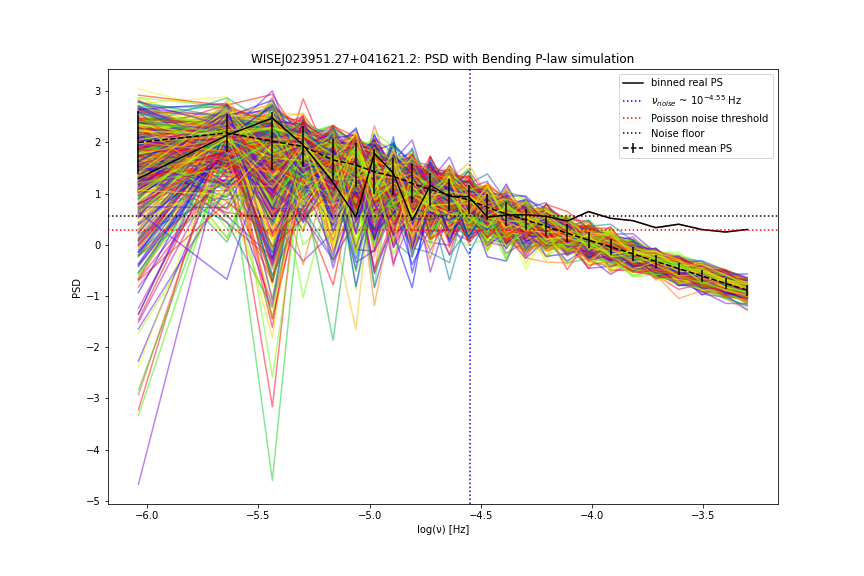 WISEJ023951.27+041621.2: PSD with Bending P-law simulation
binned real PS
ν_noise ~ 10^−4.55 Hz
Poisson noise threshold
Noise floor
binned mean PS
PSD
3
2
1
0
−1
−2
−3
−4
−5
−6.0 −5.5 −5.0 −4.5 −4.0 −3.5
log(ν) [Hz]